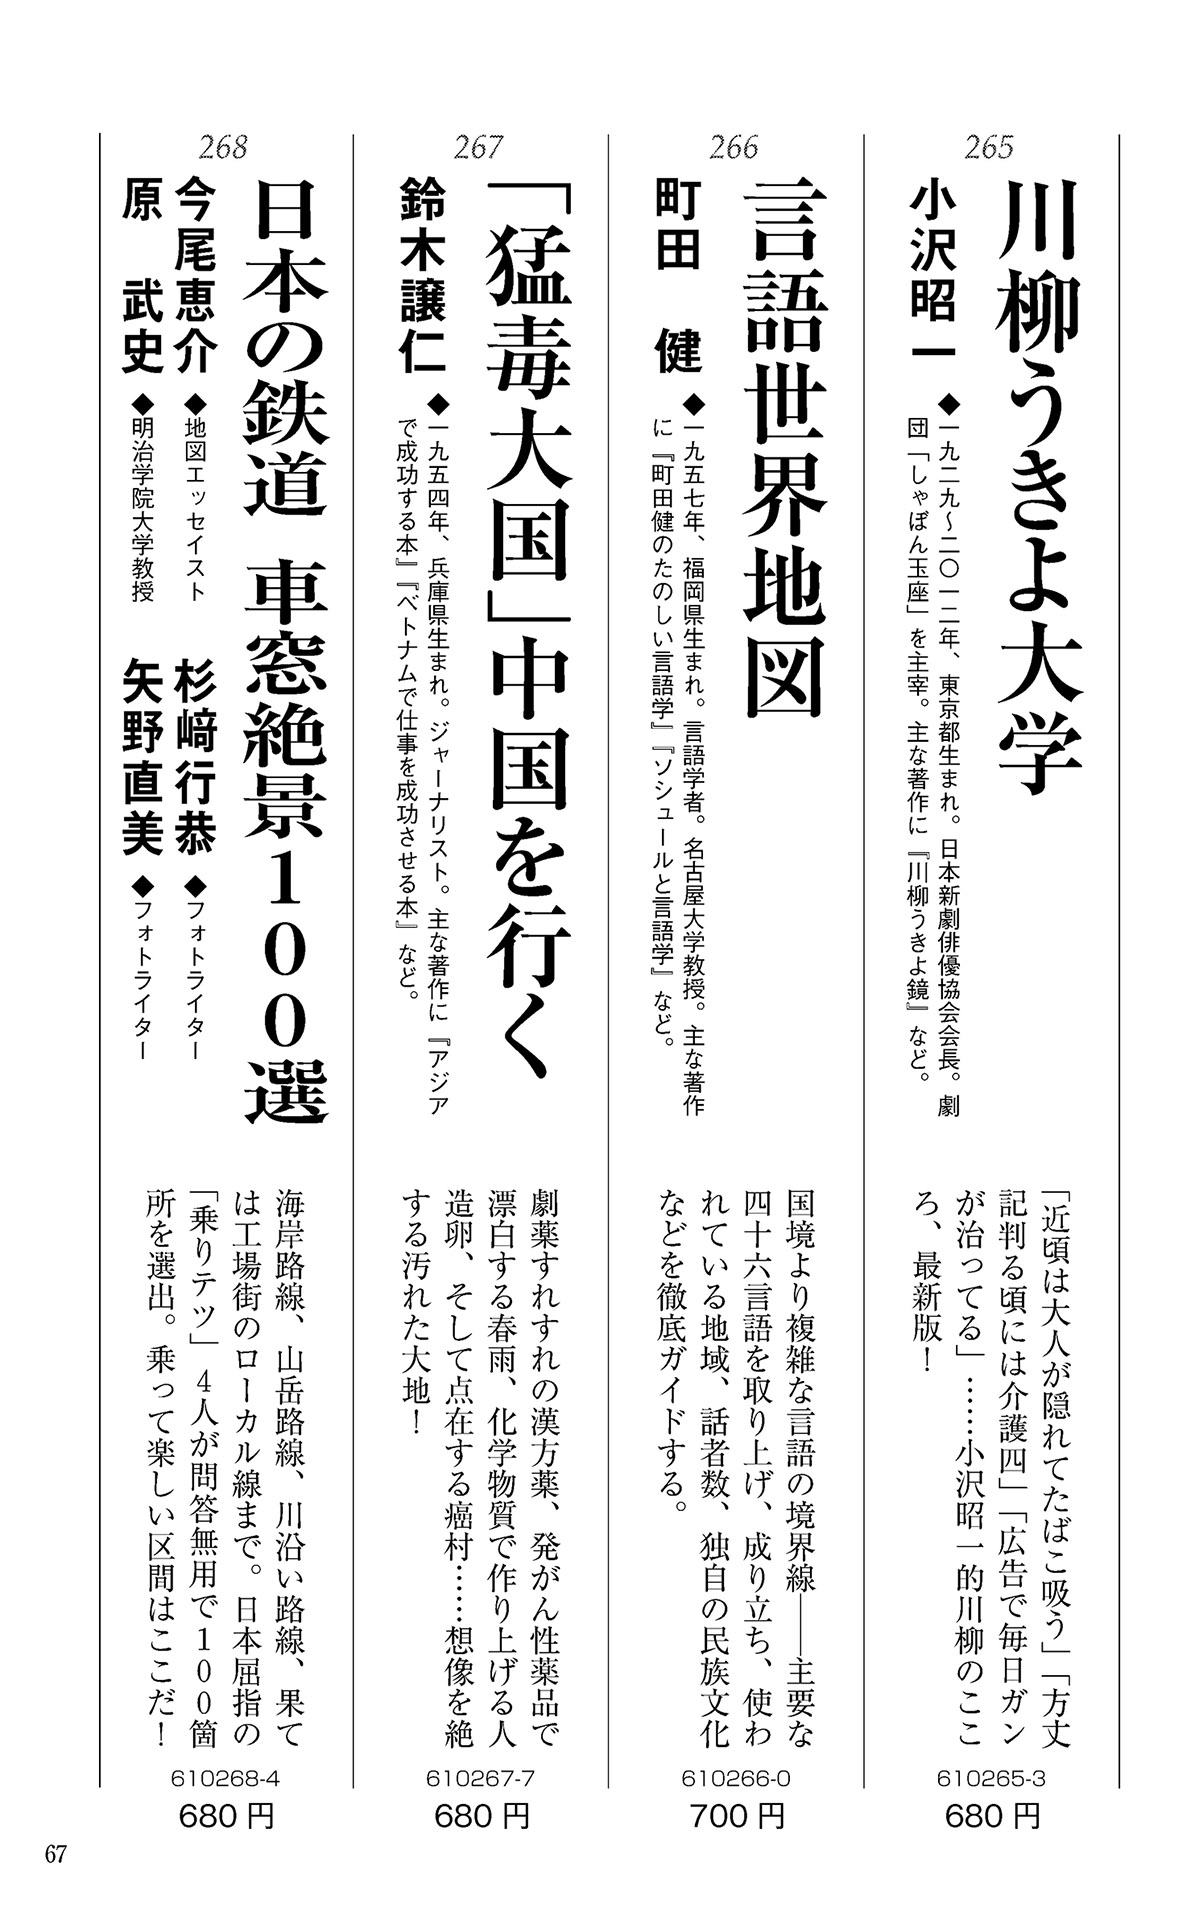 265
川柳うきよ大学
小沢昭一
◆一九二九〜二〇一二年、東京都生まれ。日本新劇俳優協会会長。劇
団「しゃぼん玉座」を主宰。主な著作に『川柳うきよ鏡』など。
「近頃は大人が隠れてたばこ吸う」「方丈
記判る頃には介護四」「広告で毎日ガン
が治ってる」……小沢昭一的川柳のここ
ろ、最新版！
610265-3
680円
266
言語世界地図
町田　健
◆一九五七年、福岡県生まれ。言語学者。名古屋大学教授。主な著作
に『町田健のたのしい言語学』『ソシュールと言語学』など。
国境より複雑な言語の境界線――主要な
四十六言語を取り上げ、成り立ち、使わ
れている地域、話者数、独自の民族文化
などを徹底ガイドする。
610266-0
700円
267
「猛毒大国」中国を行く
鈴木譲仁
◆一九五四年、兵庫県生まれ。ジャーナリスト。主な著作に『アジア
で成功する本』『ベトナムで仕事を成功させる本』など。
劇薬すれすれの漢方薬、発がん性薬品で
漂白する春雨、化学物質で作り上げる人
造卵、そして点在する癌村……想像を絶
する汚れた大地！
610267-7
680円
268
日本の鉄道 車窓絶景100選
今尾恵介◆地図エッセイスト　杉﨑行恭◆フォトライター
原　武史◆明治学院大学教授　矢野直美◆フォトライター
海岸路線、山岳路線、川沿い路線、果て
は工場街のローカル線まで。日本屈指の
「乗りテツ」4人が問答無用で100箇
所を選出。乗って楽しい区間はここだ！
610268-4
680円
67